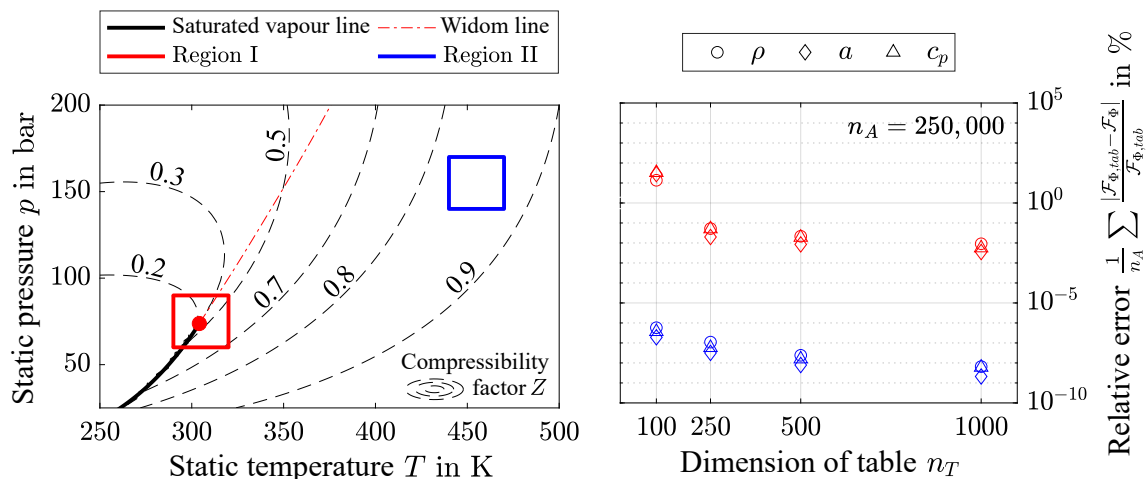 Saturated vapour line
Widom line
Region I
Region II
Static pressure p in bar
200
150
100
50
0.2
0.3
0.5
0.7
0.8
0.9
Compressibility
factor Z
250 300 350 400 450 500
Static temperature T in K
ρ a c_p
n_A = 250,000
10^5
10^0
10^-5
10^-10
100 250 500 1000
Dimension of table n_T
Relative error 1/n_A ∑ |ℱ_Φ,tab − ℱ_Φ| / ℱ_Φ,tab in %